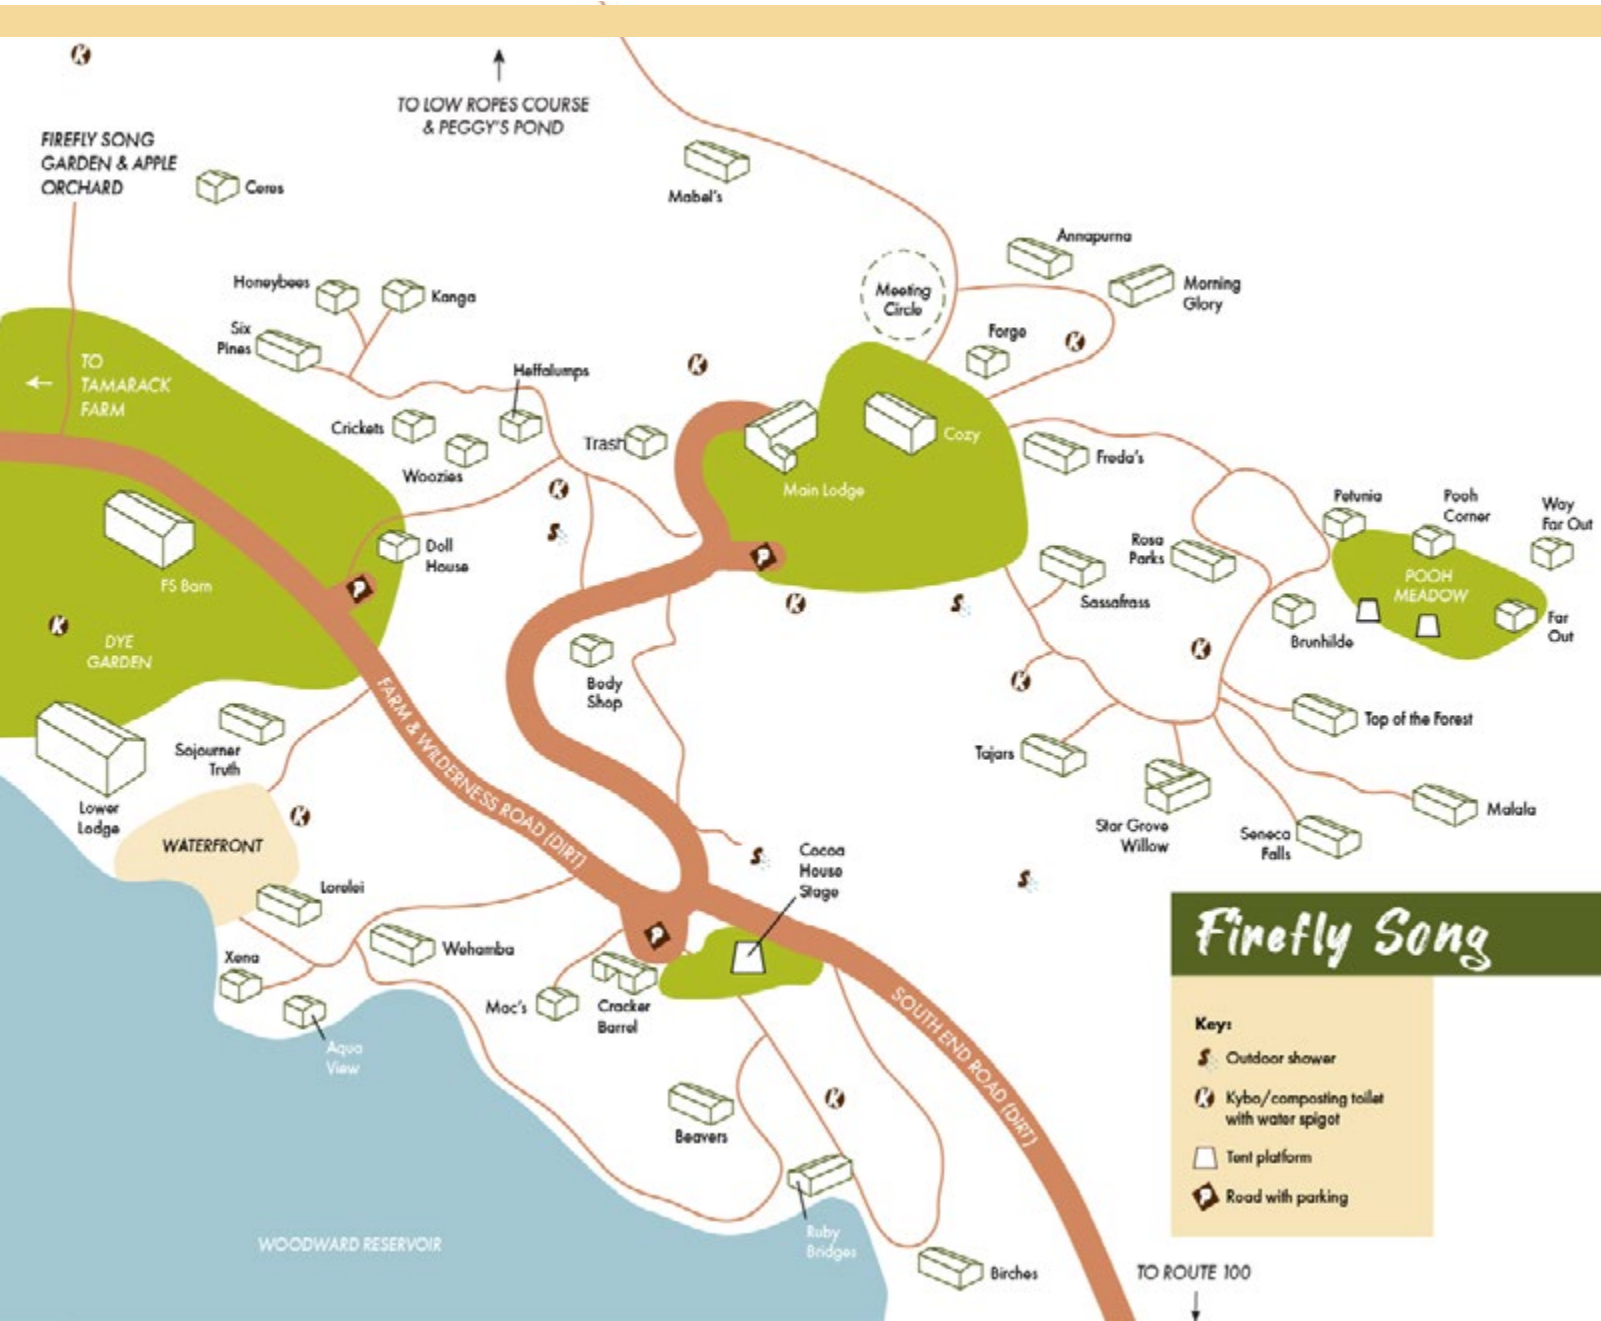 K
TO LOW ROPES COURSE
& PEGGY'S POND
FIREFLY SONG
GARDEN & APPLE
ORCHARD
Ceres
Mabel's
Annapurna
Meeting
Circle
Morning
Glory
Honeybees
Kanga
Six
Pines
Forge
K
TO
TAMARACK
FARM
K
Heffalumps
Crickets
Woozies
Trash
Cozy
Main Lodge
Freda's
K
S
Petunia
Pooh
Corner
Way
Far Out
Doll
House
FS Barn
P
P
Rosa
Parks
Sassafrass
POOH
MEADOW
K
S
K
DYE
GARDEN
Brunhilde
Far
Out
K
K
Body
Shop
FARM & WILDERNESS ROAD (DIRT)
Sojourner
Truth
Top of the Forest
Tajars
Lower
Lodge
K
Star Grove
Willow
Seneca
Falls
Malala
WATERFRONT
S
Cocoa
House
Stage
S
Lorelei
P
Wehamba
Xena
Mac's
Cracker
Barrel
Aqua
View
SOUTH END ROAD (DIRT)
Beavers
K
Ruby
Bridges
Birches
WOODWARD RESERVOIR
TO ROUTE 100
Firefly Song
Key:
S Outdoor shower
K Kybo/composting toilet
with water spigot
Tent platform
P Road with parking